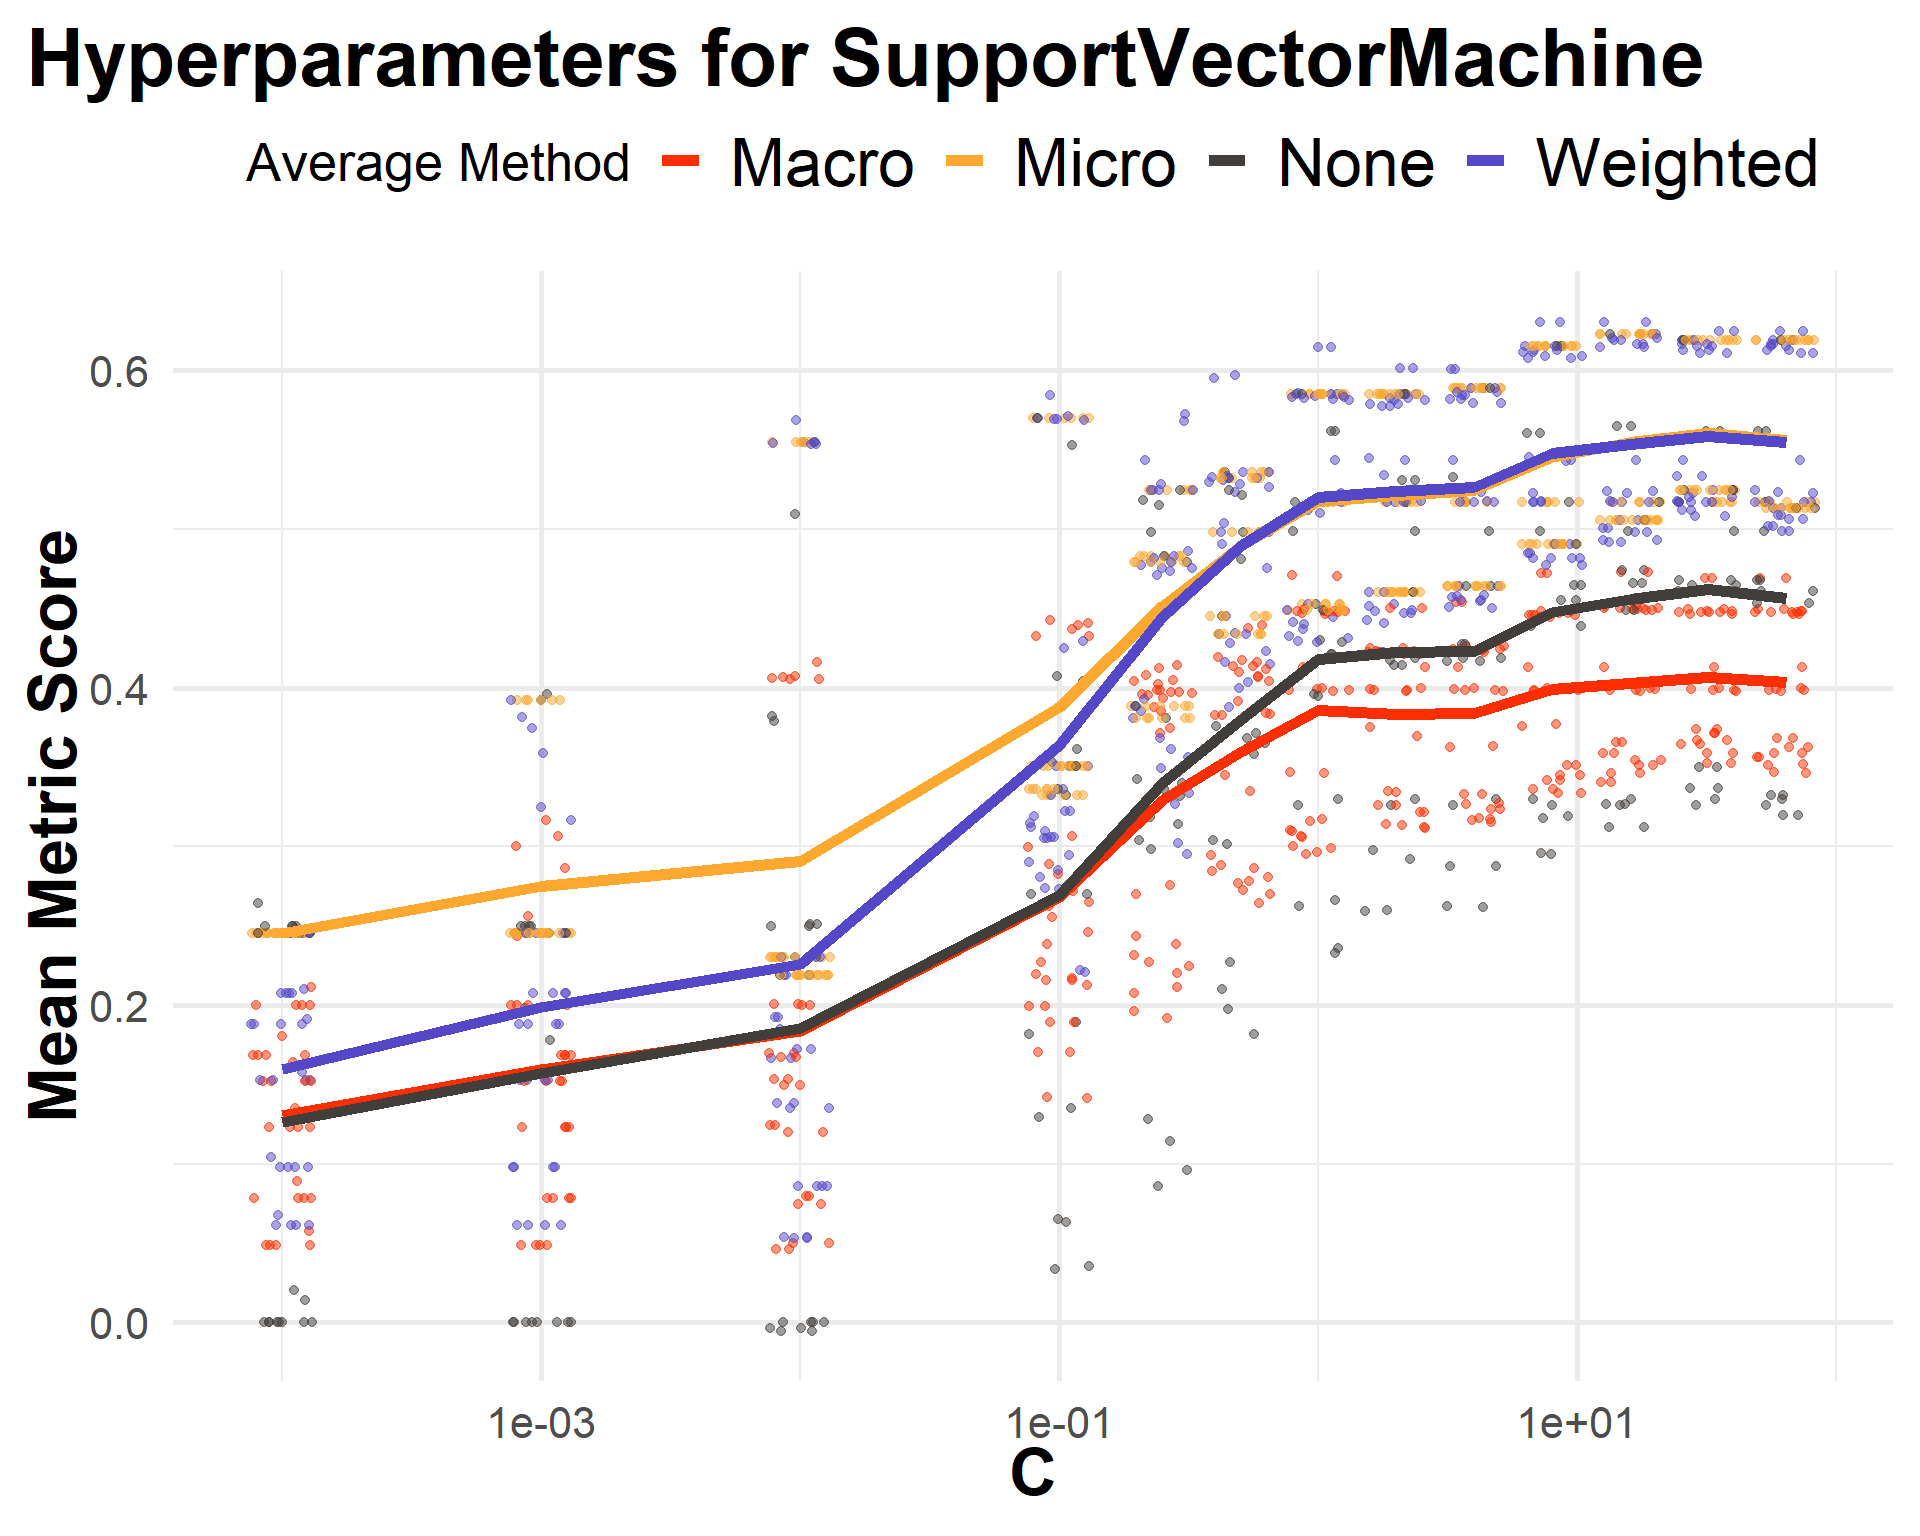 Hyperparameters for SupportVectorMachine
Average Method Macro Micro None Weighted
Mean Metric Score
0.6
0.4
0.2
0.0
1e-03 1e-01 1e+01
C